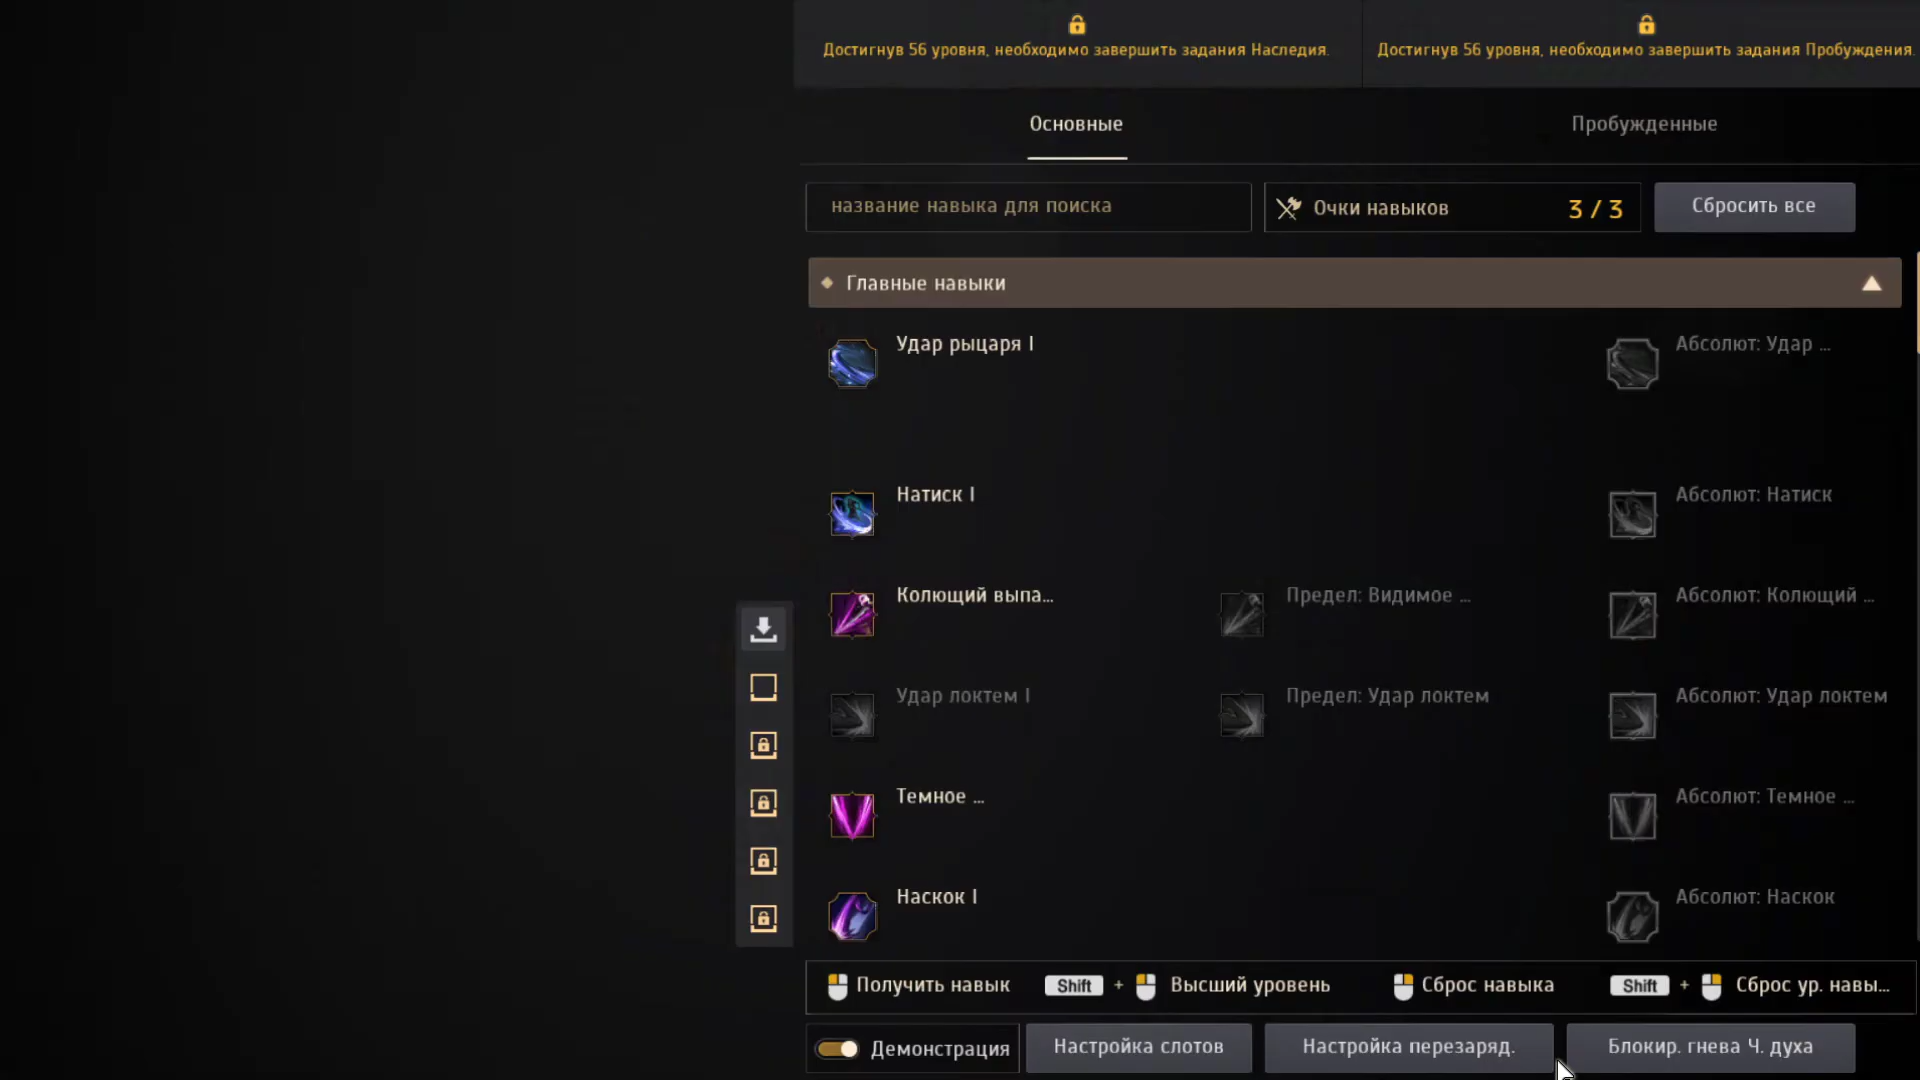 Достигнув 56 уровня, необходимо завершить задания Наследия.
Достигнув 56 уровня, необходимо завершить задания Пробуждения.
Основные
Пробужденные
название навыка для поиска
Очки навыков
3 / 3
Сбросить все
Главные навыки
Удар рыцаря I
Абсолют: Удар ...
Натиск I
Абсолют: Натиск
Колющий выпа...
Предел: Видимое ...
Абсолют: Колющий ...
Удар локтем I
Предел: Удар локтем
Абсолют: Удар локтем
Темное ...
Абсолют: Темное ...
Наскок I
Абсолют: Наскок
Получить навык
Shift + Высший уровень
Сброс навыка
Shift + Сброс ур. навы...
Демонстрация
Настройка слотов
Настройка перезаряд.
Блокир. гнева Ч. духа